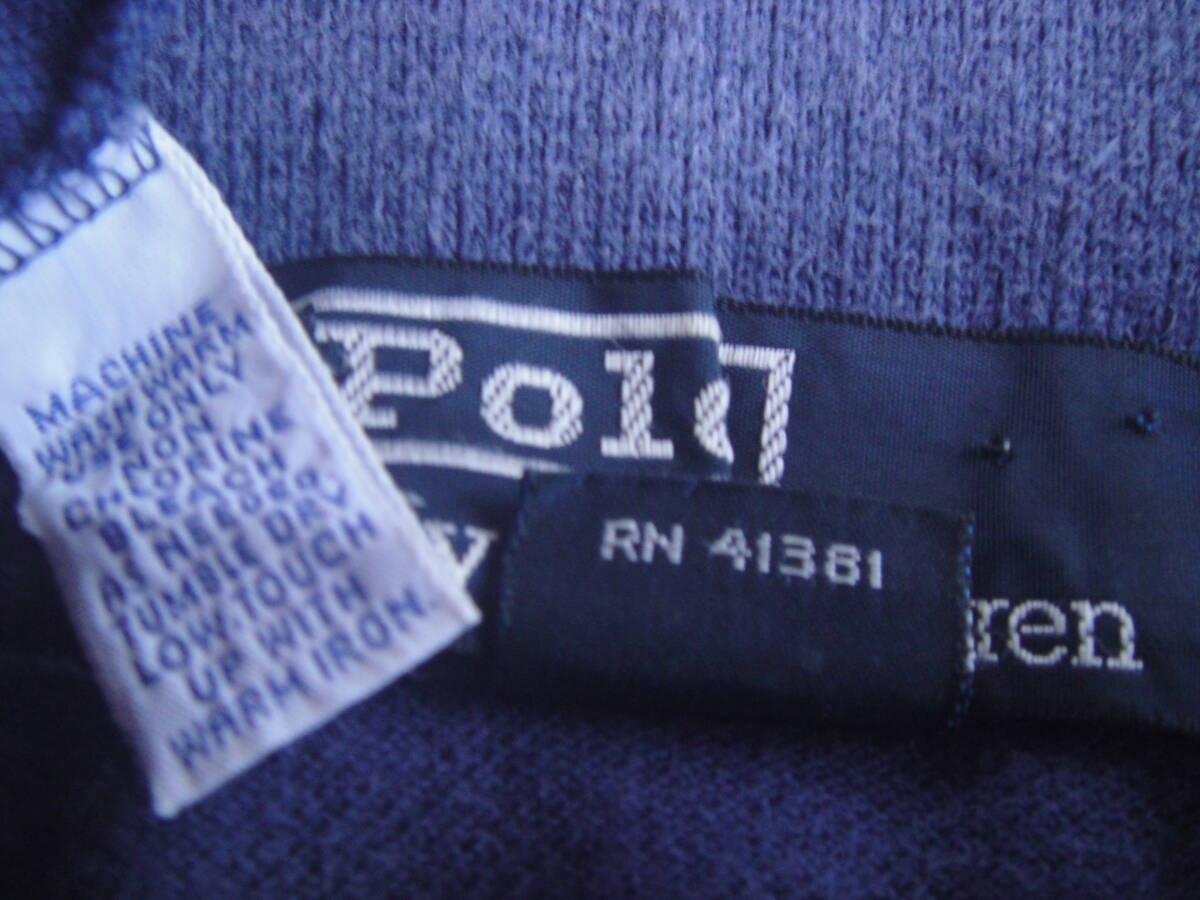 MACHINE
WASH WARM
USE ONLY
NON
CHLORINE
BLEACH
AS NEEDED
TUMBLE DRY
LOW TOUCH
UP WITH
WARM IRON.
Polo
y
RN 41381
ren